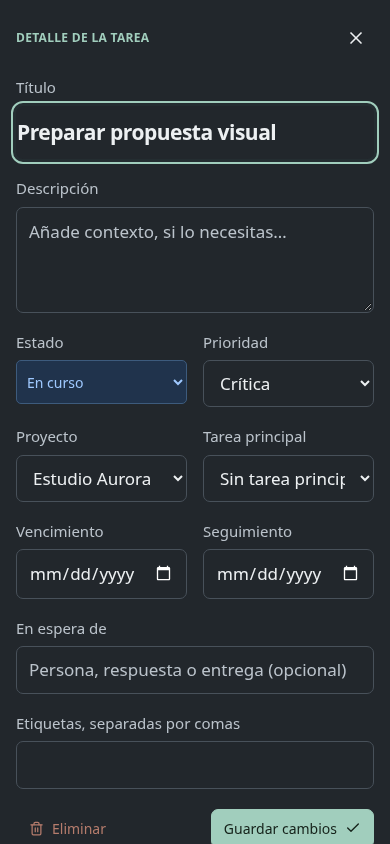 DETALLE DE LA TAREA
Título
Preparar propuesta visual
Descripción
Añade contexto, si lo necesitas...
Estado Prioridad
En curso Crítica
Proyecto Tarea principal
Estudio Aurora Sin tarea princip
Vencimiento Seguimiento
mm/dd/yyyy mm/dd/yyyy
En espera de
Persona, respuesta o entrega (opcional)
Etiquetas, separadas por comas
Eliminar Guardar cambios